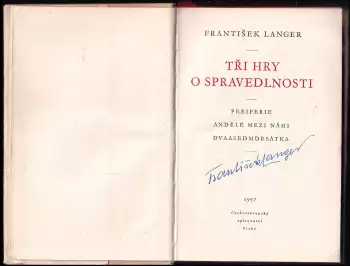 FRANTIŠEK LANGER
TŘI HRY
O SPRAVEDLNOSTI
PERIFERIE
ANDĚLÉ MEZI NÁMI
DVAASEDMDESÁTKA
František Langer
1957
Československý
spisovatel
Praha